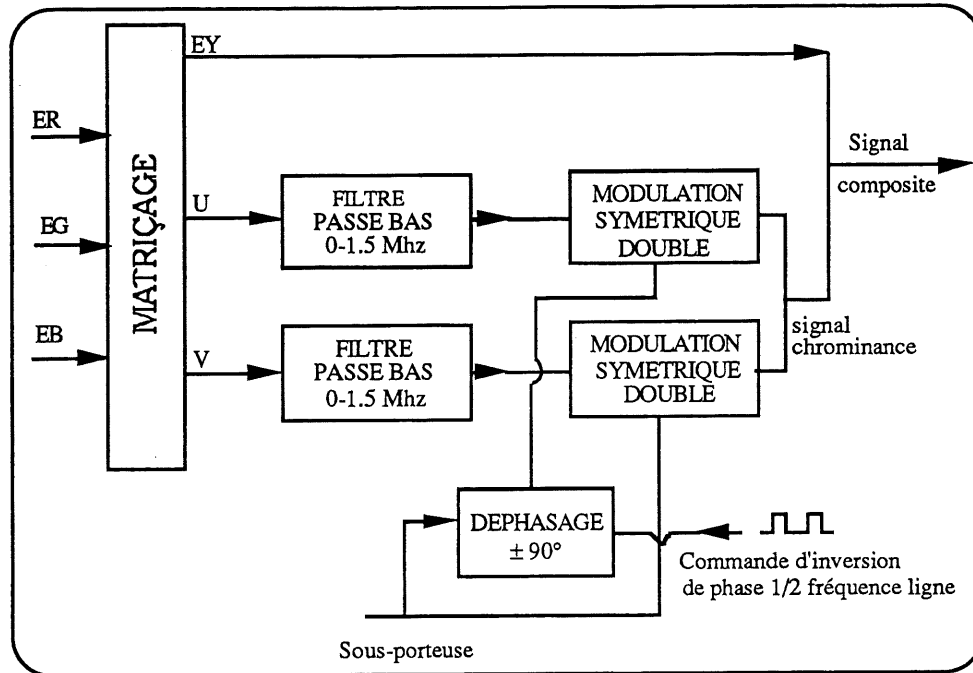 EY
ER
EG
EB
MATRIÇAGE
U
V
FILTRE
PASSE BAS
0-1.5 Mhz
MODULATION
SYMETRIQUE
DOUBLE
FILTRE
PASSE BAS
0-1.5 Mhz
MODULATION
SYMETRIQUE
DOUBLE
Signal
composite
signal
chrominance
DEPHASAGE
± 90°
Commande d'inversion
de phase 1/2 fréquence ligne
Sous-porteuse